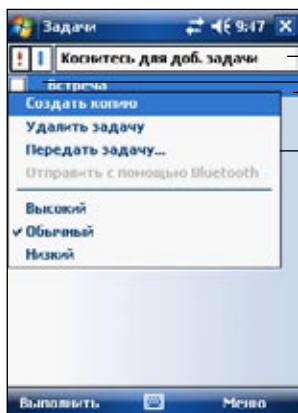 Задачи 9:47
Коснитесь для доб. задачи
Встреча
Создать копию
Удалить задачу
Передать задачу...
Отправить с помощью Bluetooth
Высокий
Обычный
Низкий
Выполнить Меню